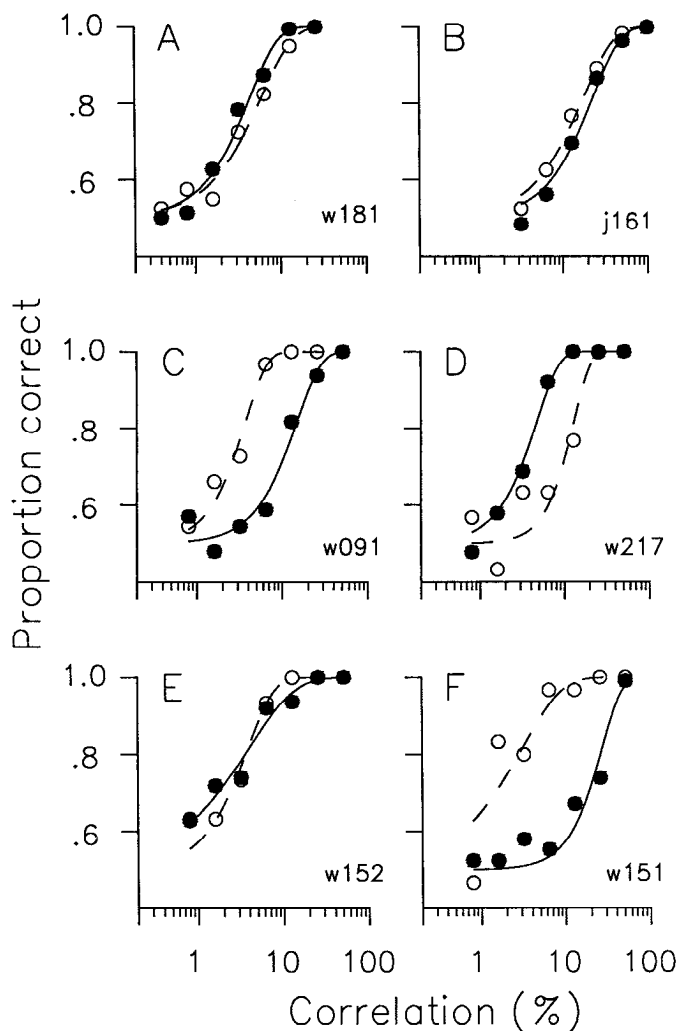 A
B
1.0
.8
.6
w181
j161
C
D
1.0
.8
.6
w091
w217
E
F
1.0
.8
.6
w152
w151
1 10 100
1 10 100
Proportion correct
Correlation (%)